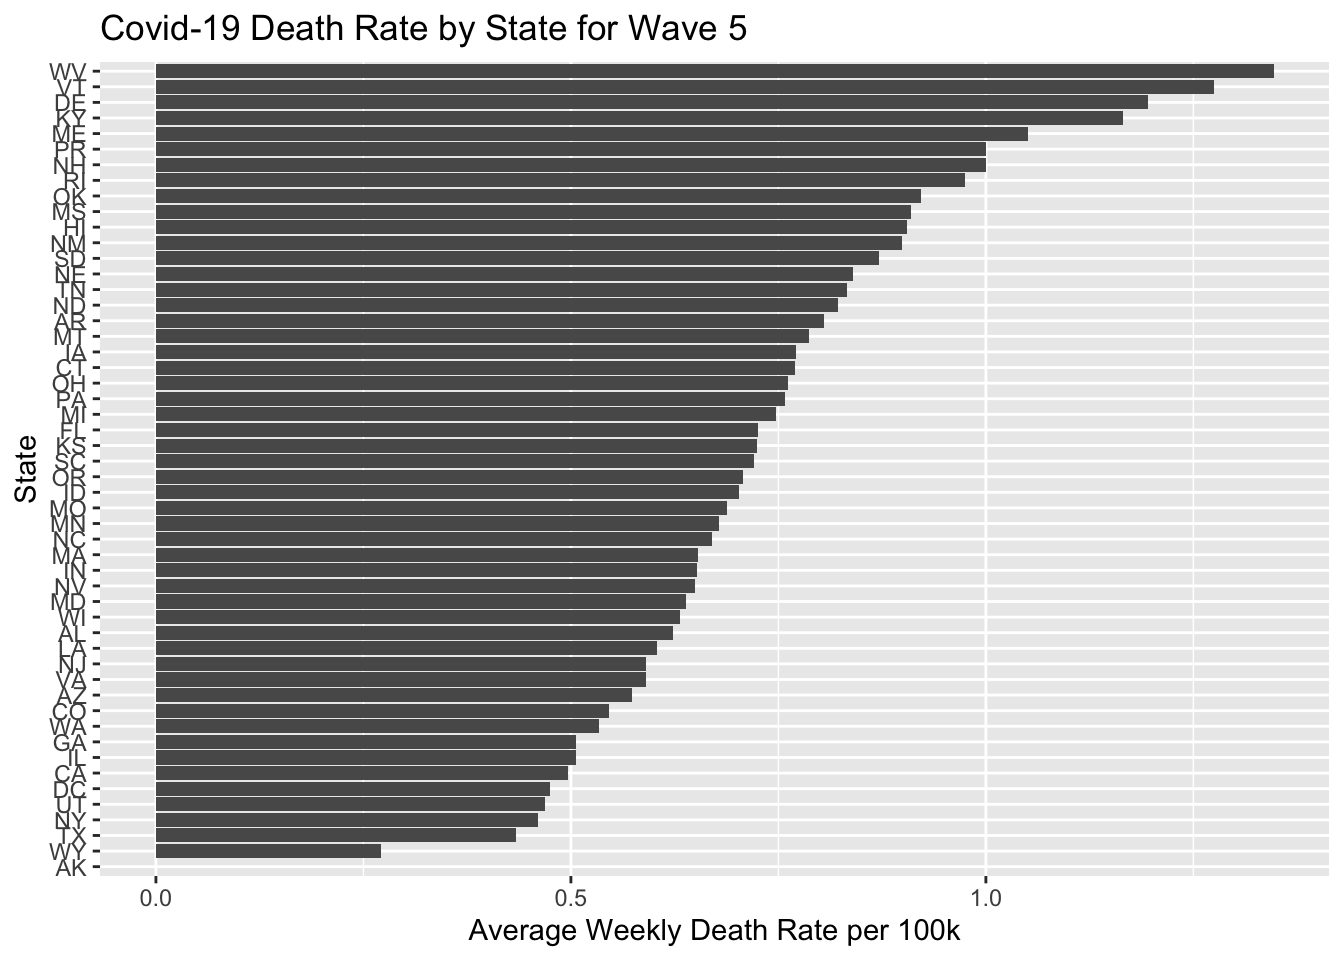 Covid-19 Death Rate by State for Wave 5
WV
VT
DE
KY
ME
PR
NH
RI
OK
MS
HI
NM
SD
NE
TN
ND
AR
MT
IA
CT
OH
PA
MI
FL
KS
SC
OR
ID
MO
MN
NC
MA
IN
NV
MD
WI
AL
LA
NJ
VA
AZ
CO
WA
GA
IL
CA
DC
UT
NY
TX
WY
AK
State
0.0 0.5 1.0
Average Weekly Death Rate per 100k